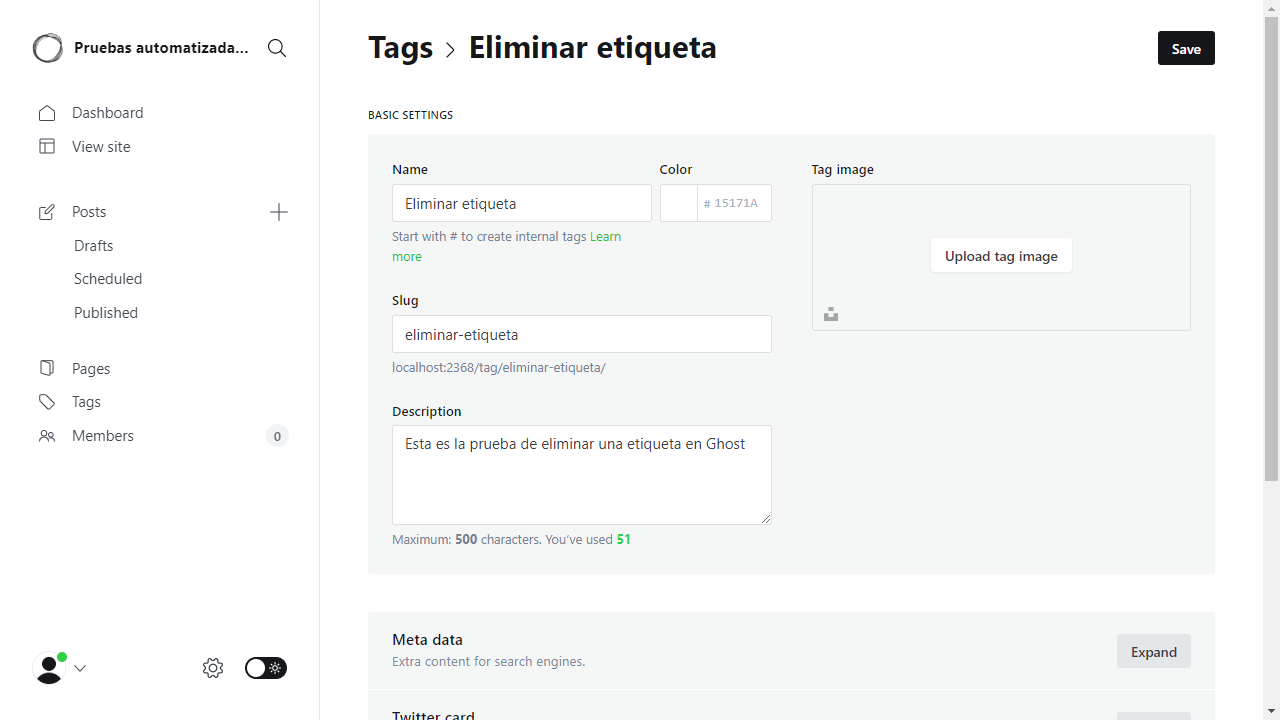 Pruebas automatizada...
Dashboard
View site
Posts
Drafts
Scheduled
Published
Pages
Tags
Members 0
Tags > Eliminar etiqueta
Save
BASIC SETTINGS
Name
Eliminar etiqueta
Start with # to create internal tags Learn
more
Color
# 15171A
Slug
eliminar-etiqueta
localhost:2368/tag/eliminar-etiqueta/
Description
Esta es la prueba de eliminar una etiqueta en Ghost
Maximum: 500 characters. You’ve used 51
Tag image
Upload tag image
Meta data
Extra content for search engines.
Expand
Twitter card